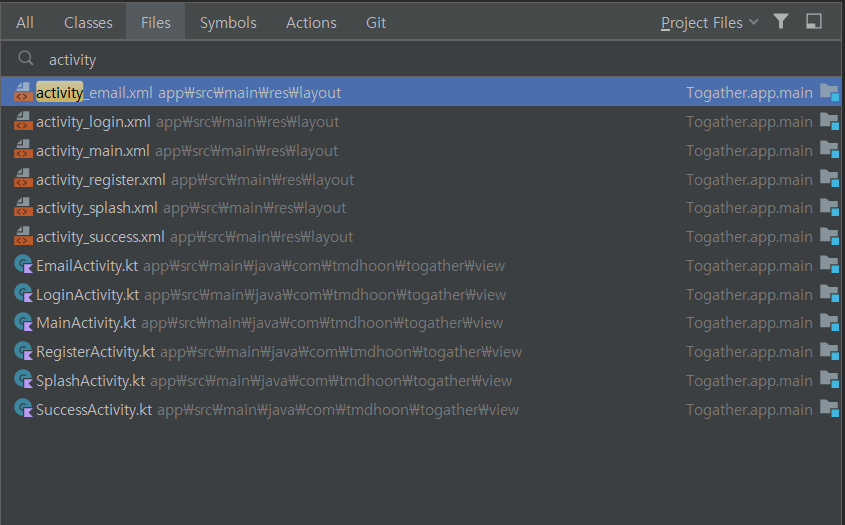 All Classes Files Symbols Actions Git Project Files
activity
activity_email.xml app₩src₩main₩res₩layout Togather.app.main
activity_login.xml app₩src₩main₩res₩layout Togather.app.main
activity_main.xml app₩src₩main₩res₩layout Togather.app.main
activity_register.xml app₩src₩main₩res₩layout Togather.app.main
activity_splash.xml app₩src₩main₩res₩layout Togather.app.main
activity_success.xml app₩src₩main₩res₩layout Togather.app.main
EmailActivity.kt app₩src₩main₩java₩com₩tmdhoon₩togather₩view Togather.app.main
LoginActivity.kt app₩src₩main₩java₩com₩tmdhoon₩togather₩view Togather.app.main
MainActivity.kt app₩src₩main₩java₩com₩tmdhoon₩togather₩view Togather.app.main
RegisterActivity.kt app₩src₩main₩java₩com₩tmdhoon₩togather₩view Togather.app.main
SplashActivity.kt app₩src₩main₩java₩com₩tmdhoon₩togather₩view Togather.app.main
SuccessActivity.kt app₩src₩main₩java₩com₩tmdhoon₩togather₩view Togather.app.main